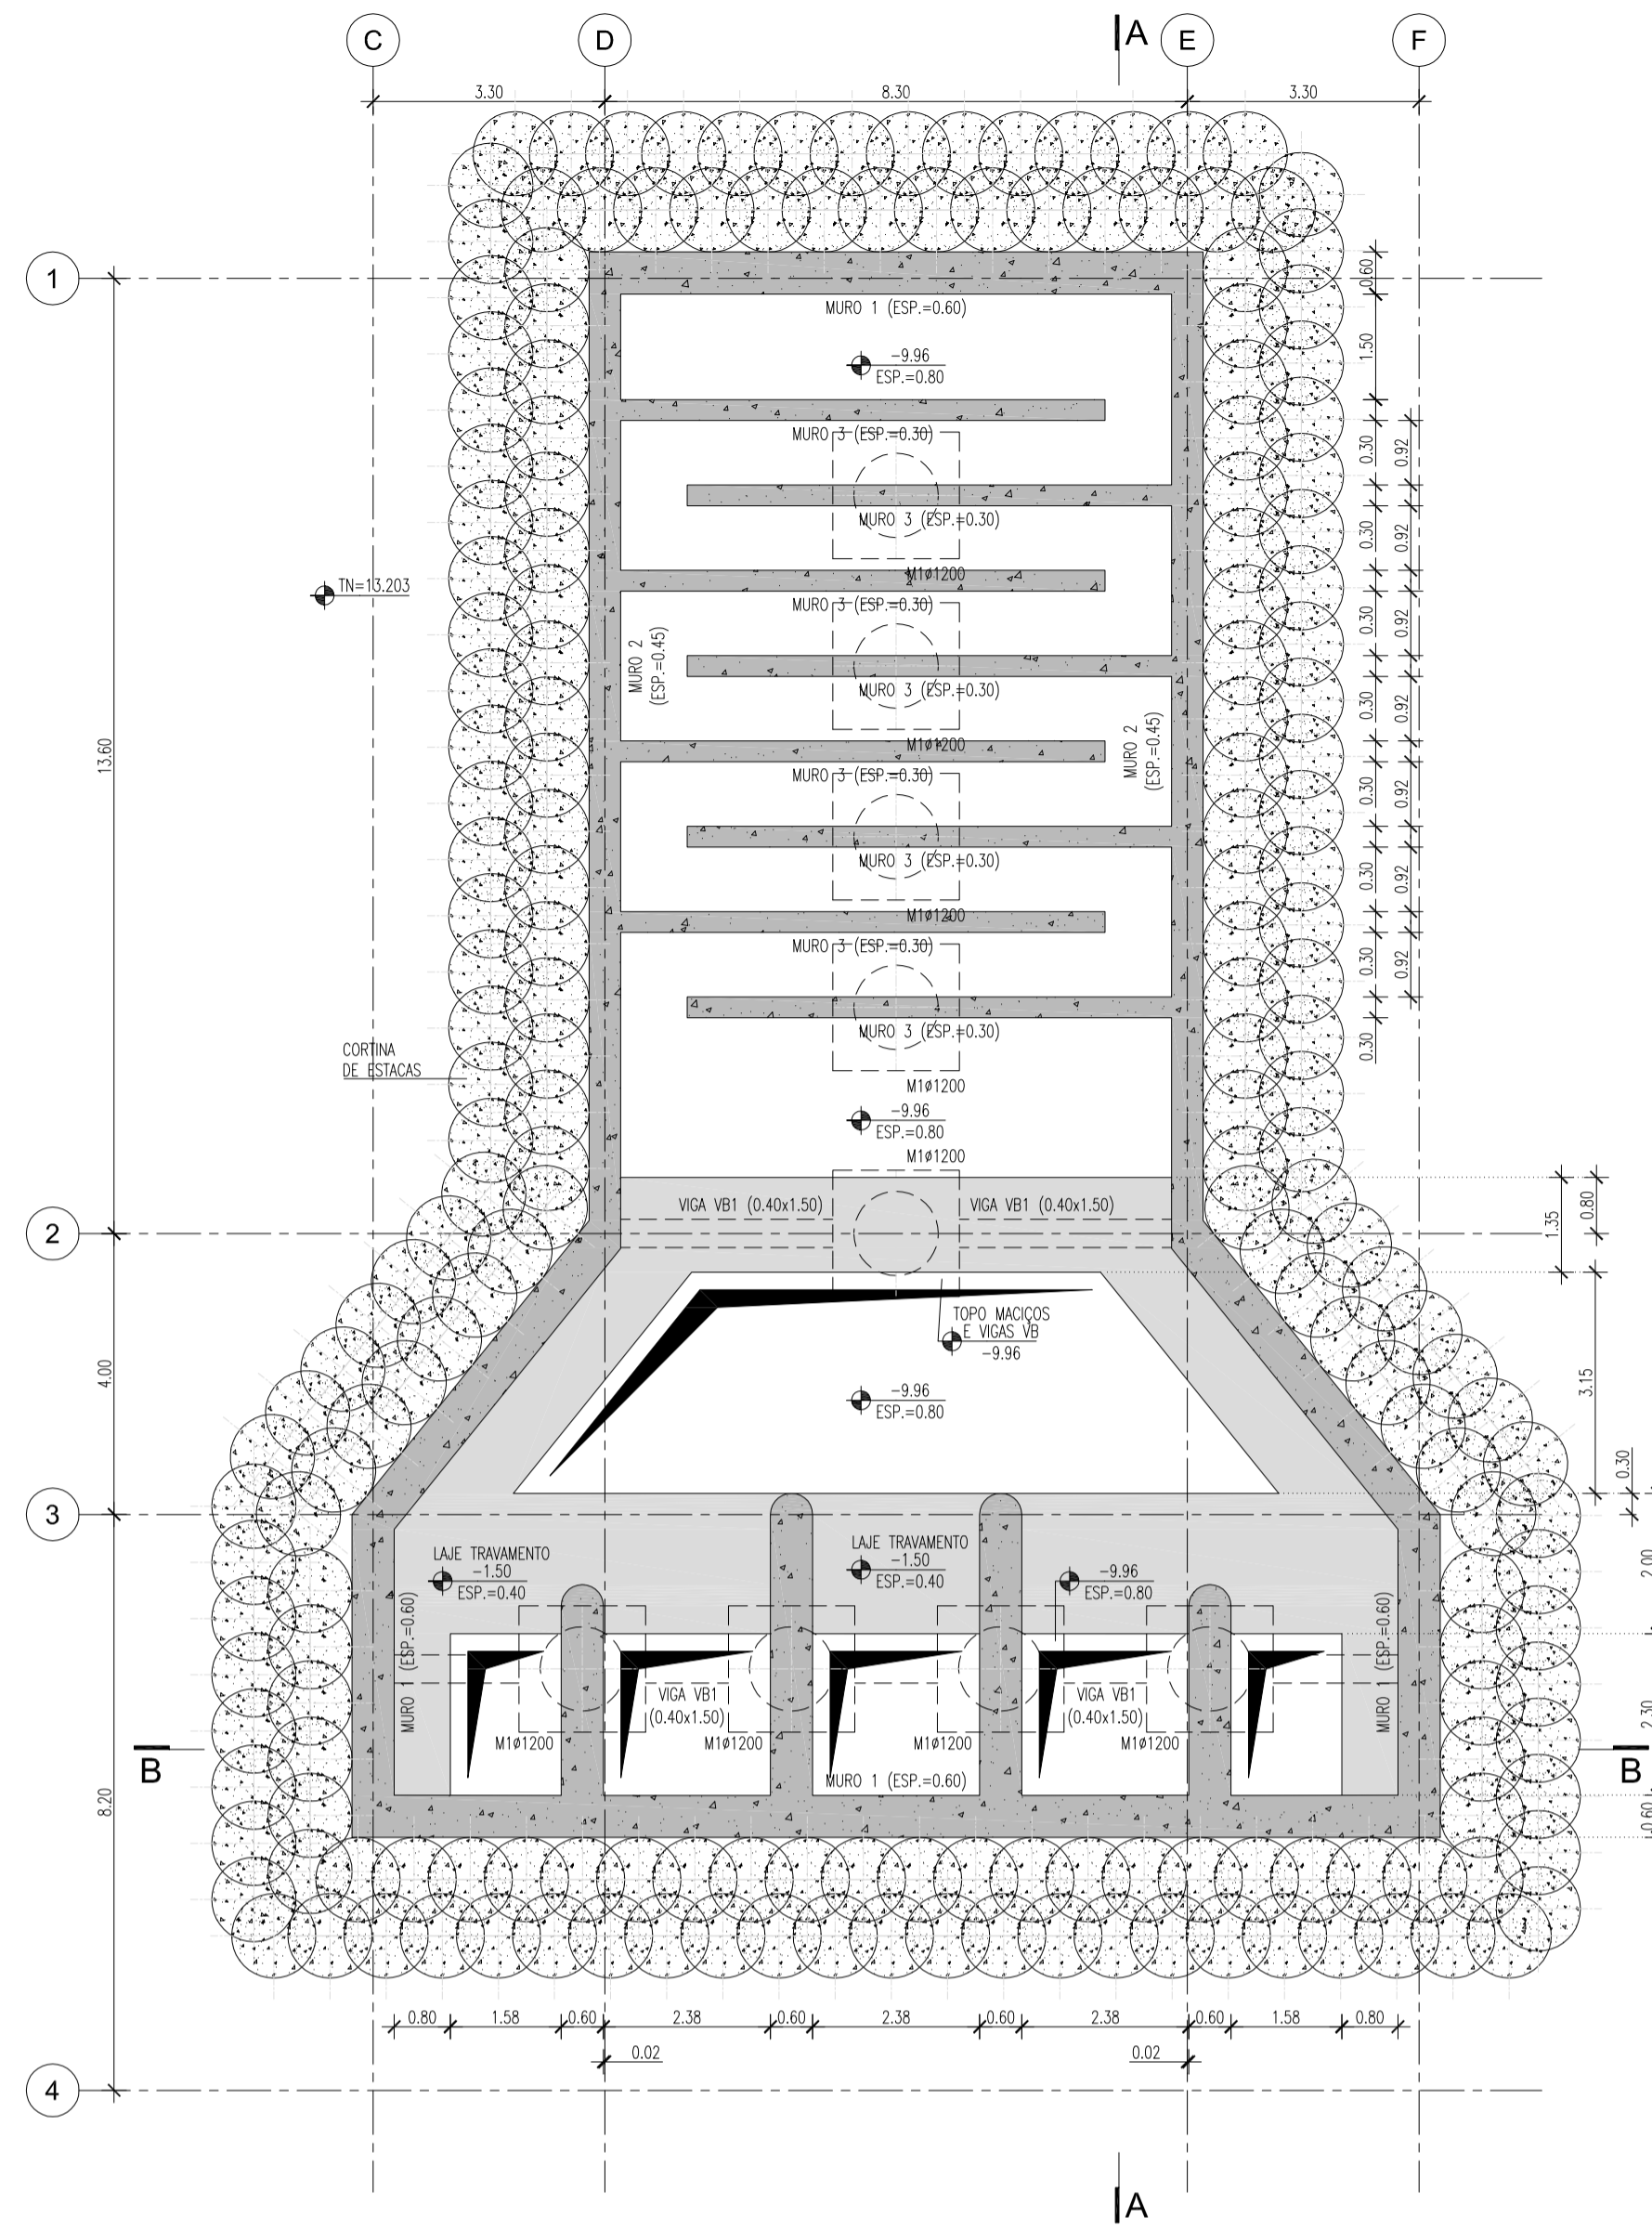 C
D
A
E
F
3.30
8.30
3.30
1
0.60
MURO 1 (ESP.=0.60)
1.50
-9.96
ESP.=0.80
MURO 3 (ESP.=0.30)
0.30
0.92
MURO 3 (ESP.=0.30)
0.30
0.92
M1ø1200
TN=13.203
MURO 3 (ESP.=0.30)
0.30
0.92
MURO 2
(ESP.=0.45)
MURO 3 (ESP.=0.30)
0.30
0.92
M1ø1200
MURO 2
(ESP.=0.45)
13.60
MURO 3 (ESP.=0.30)
0.30
0.92
MURO 3 (ESP.=0.30)
0.30
0.92
M1ø1200
MURO 3 (ESP.=0.30)
0.30
0.92
MURO 3 (ESP.=0.30)
0.30
CORTINA
DE ESTACAS
M1ø1200
-9.96
ESP.=0.80
M1ø1200
VIGA VB1 (0.40x1.50)
VIGA VB1 (0.40x1.50)
1.35
0.80
2
TOPO MACIÇOS
E VIGAS VB
-9.96
4.00
-9.96
ESP.=0.80
3.15
0.30
3
LAJE TRAVAMENTO
-1.50
ESP.=0.40
LAJE TRAVAMENTO
-1.50
ESP.=0.40
-9.96
ESP.=0.80
2.00
MURO 1 (ESP.=0.60)
MURO 1 (ESP.=0.60)
VIGA VB1
(0.40x1.50)
VIGA VB1
(0.40x1.50)
2.30
M1ø1200
M1ø1200
M1ø1200
M1ø1200
B
B
MURO 1 (ESP.=0.60)
8.20
0.60
0.80
1.58
0.60
2.38
0.60
2.38
0.60
2.38
0.60
1.58
0.80
0.02
0.02
4
A